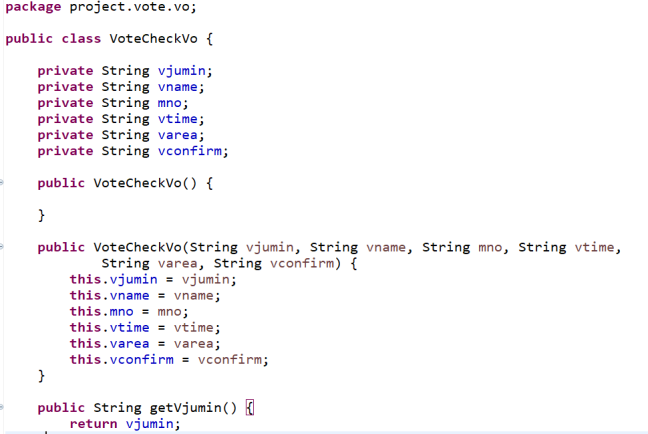 package project.vote.vo;
public class VoteCheckVo {
private String vjumin;
private String vname;
private String mno;
private String vtime;
private String varea;
private String vconfirm;
public VoteCheckVo() {
}
public VoteCheckVo(String vjumin, String vname, String mno, String vtime,
String varea, String vconfirm) {
this.vjumin = vjumin;
this.vname = vname;
this.mno = mno;
this.vtime = vtime;
this.varea = varea;
this.vconfirm = vconfirm;
}
public String getVjumin() {
return vjumin;